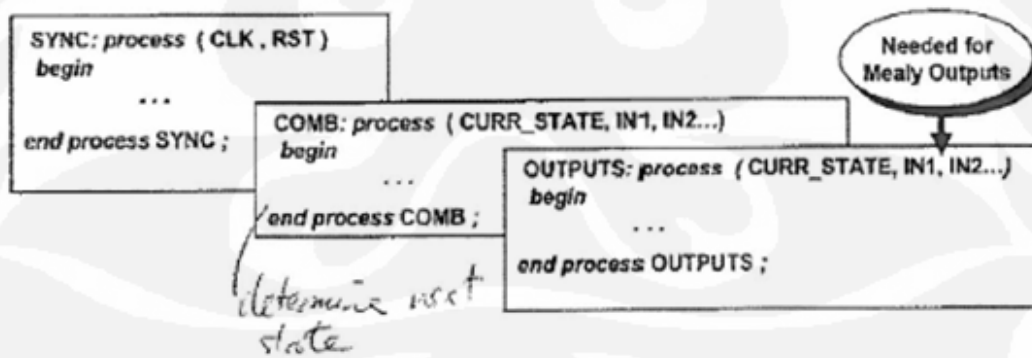 SYNC: process ( CLK , RST )
begin
...
end process SYNC ;
COMB: process ( CURR_STATE, IN1, IN2...)
begin
...
end process COMB ;
OUTPUTS: process ( CURR_STATE, IN1, IN2...)
begin
...
end process OUTPUTS ;
Needed for
Mealy Outputs
determine next
state